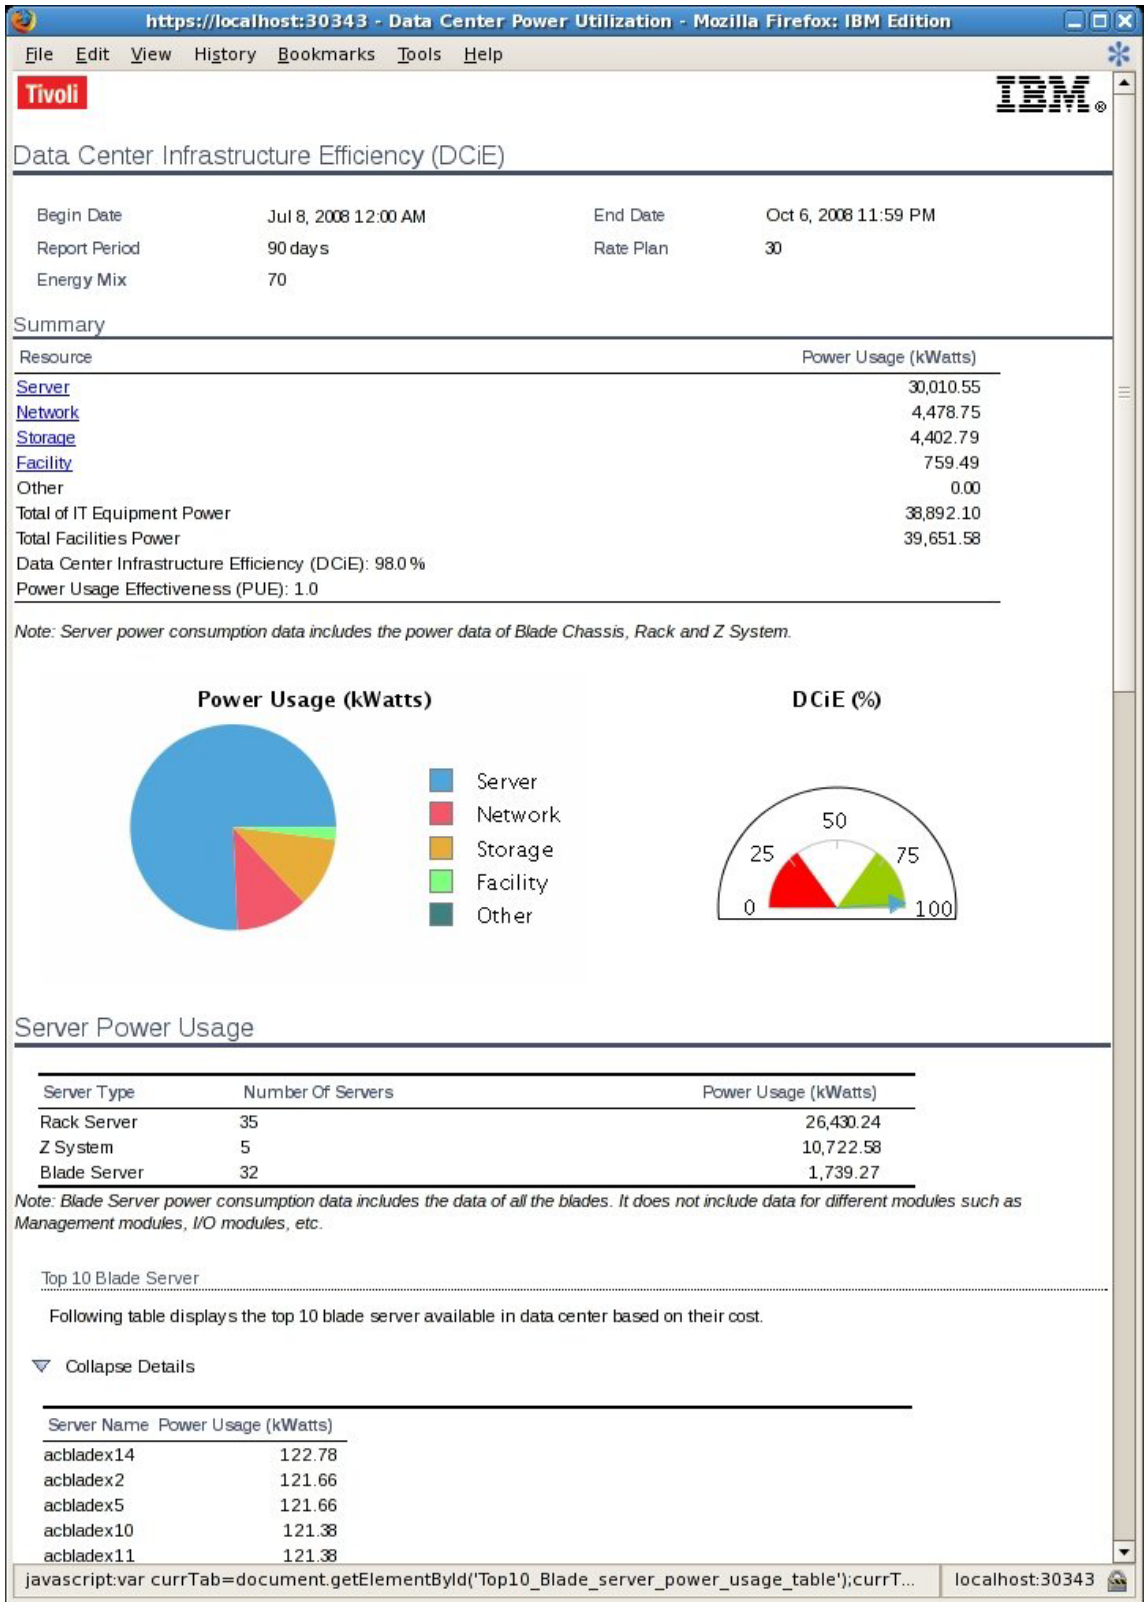 https://localhost:30343 - Data Center Power Utilization - Mozilla Firefox: IBM Edition
File Edit View History Bookmarks Tools Help
Tivoli
IBM®
Data Center Infrastructure Efficiency (DCiE)
Begin Date Jul 8, 2008 12:00 AM End Date Oct 6, 2008 11:59 PM
Report Period 90 days Rate Plan 30
Energy Mix 70
Summary
Resource Power Usage (kWatts)
Server 30,010.55
Network 4,478.75
Storage 4,402.79
Facility 759.49
Other 0.00
Total of IT Equipment Power 38,892.10
Total Facilities Power 39,651.58
Data Center Infrastructure Efficiency (DCiE): 98.0 %
Power Usage Effectiveness (PUE): 1.0
Note: Server power consumption data includes the power data of Blade Chassis, Rack and Z System.
Power Usage (kWatts)
Server
Network
Storage
Facility
Other
DCiE (%)
50
25 75
0 100
Server Power Usage
Server Type Number Of Servers Power Usage (kWatts)
Rack Server 35 26,430.24
Z System 5 10,722.58
Blade Server 32 1,739.27
Note: Blade Server power consumption data includes the data of all the blades. It does not include data for different modules such as
Management modules, I/O modules, etc.
Top 10 Blade Server
Following table displays the top 10 blade server available in data center based on their cost.
Collapse Details
Server Name Power Usage (kWatts)
acbladex14 122.78
acbladex2 121.66
acbladex5 121.66
acbladex10 121.38
acbladex11 121.38
javascript:var currTab=document.getElementById('Top10_Blade_server_power_usage_table');currT... localhost:30343